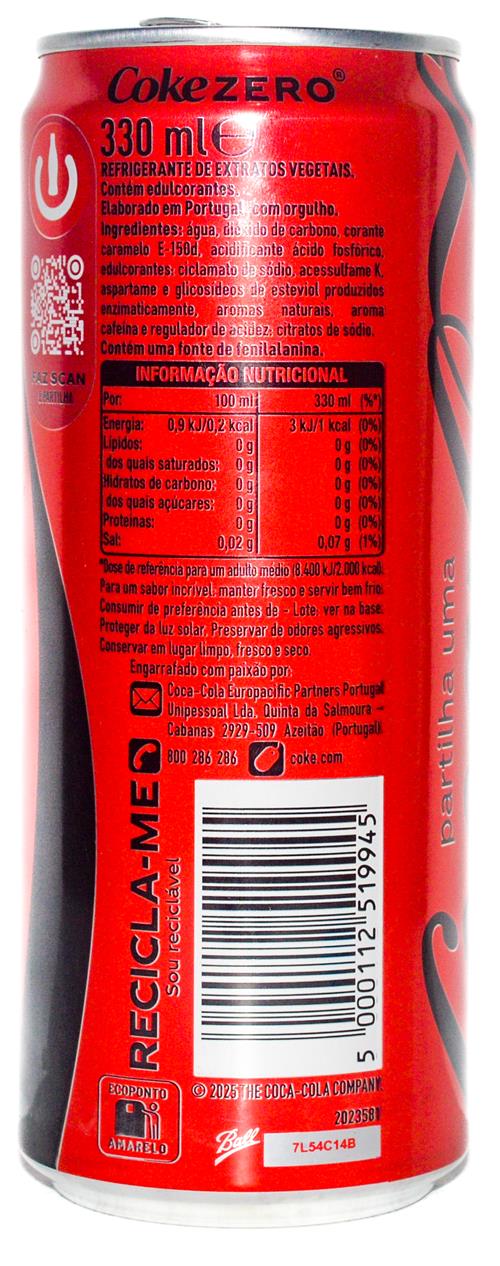 Coke ZERO®
330 ml ℮
REFRIGERANTE DE EXTRATOS VEGETAIS.
Contém edulcorantes.
Elaborado em Portugal com orgulho.
Ingredientes: água, dióxido de carbono, corante
caramelo E-150d, acidificante ácido fosfórico,
edulcorantes: ciclamato de sódio, acessulfame K,
aspartame e glicosídeos de esteviol produzidos
enzimaticamente, aromas naturais, aroma
cafeína e regulador de acidez: citratos de sódio.
Contém uma fonte de fenilalanina.
FAZ SCAN
E PARTILHA
INFORMAÇÃO NUTRICIONAL
Por: 100 ml 330 ml (%*)
Energia: 0,9 kJ/0,2 kcal 3 kJ/1 kcal (0%)
Lípidos: 0 g 0 g (0%)
dos quais saturados: 0 g 0 g (0%)
Hidratos de carbono: 0 g 0 g (0%)
dos quais açúcares: 0 g 0 g (0%)
Proteínas: 0 g 0 g (0%)
Sal: 0,02 g 0,07 g (1%)
*Dose de referência para um adulto médio (8.400 kJ/2.000 kcal).
Para um sabor incrível, manter fresco e servir bem frio.
Consumir de preferência antes de - Lote: ver na base.
Proteger da luz solar. Preservar de odores agressivos.
Conservar em lugar limpo, fresco e seco.
Engarrafado com paixão por:
Coca-Cola Europacific Partners Portugal
Unipessoal Lda. Quinta da Salmoura –
Cabanas 2929-509 Azeitão (Portugal).
800 286 286 coke.com
RECICLA-ME
Sou reciclável
5 000112 519945
partilha uma
© 2025 THE COCA-COLA COMPANY.
2023581
ECOPONTO
AMARELO
Ball
7L54C14B